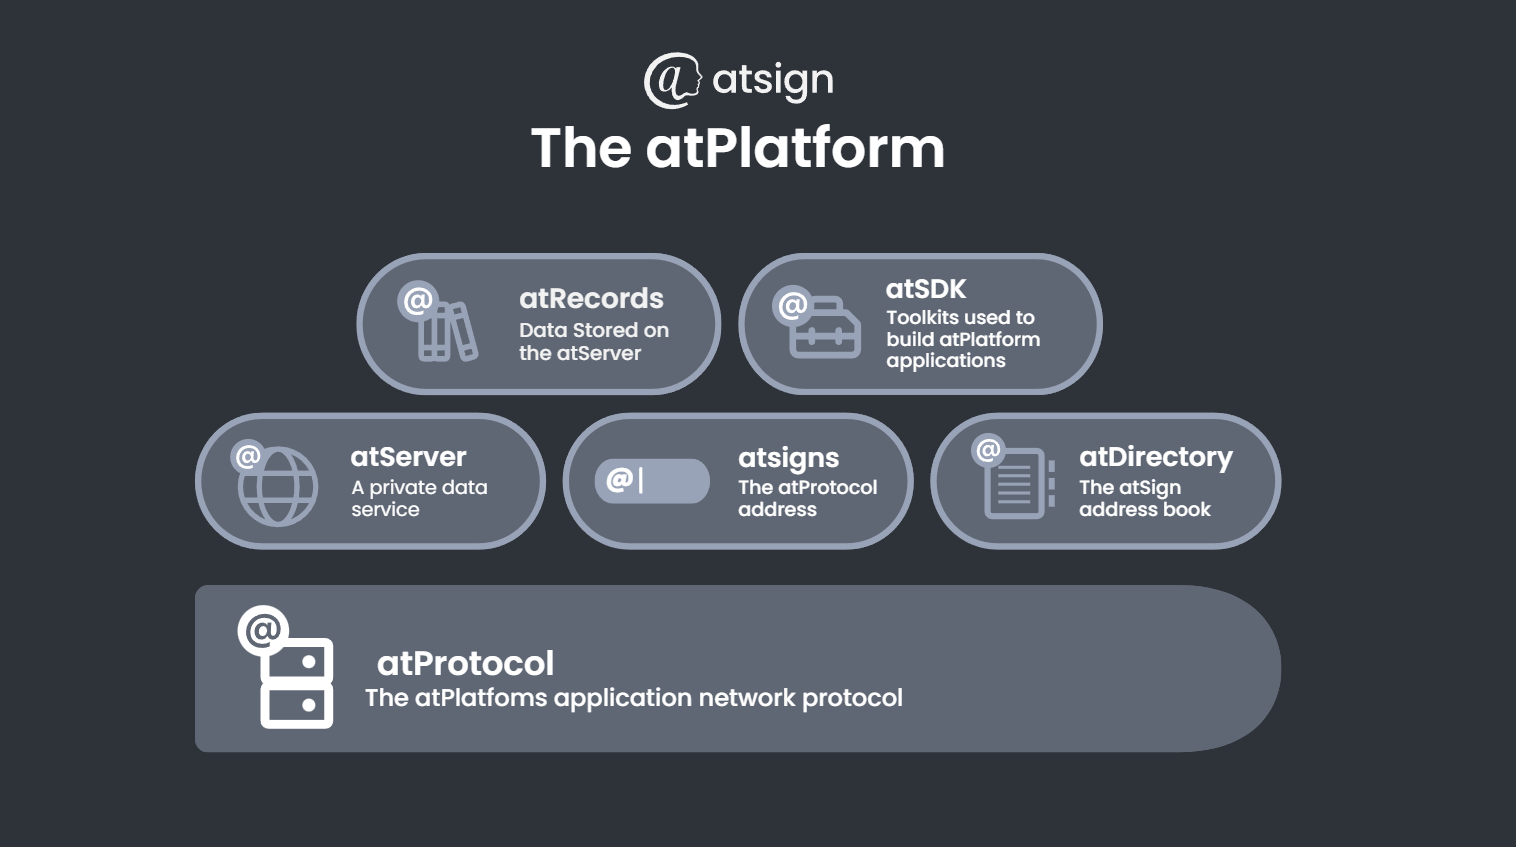 @ atsign
The atPlatform
@
atRecords
Data Stored on
the atServer
@
atSDK
Toolkits used to
build atPlatform
applications
@
atServer
A private data
service
@|
atsigns
The atProtocol
address
@
atDirectory
The atSign
address book
@
atProtocol
The atPlatfoms application network protocol